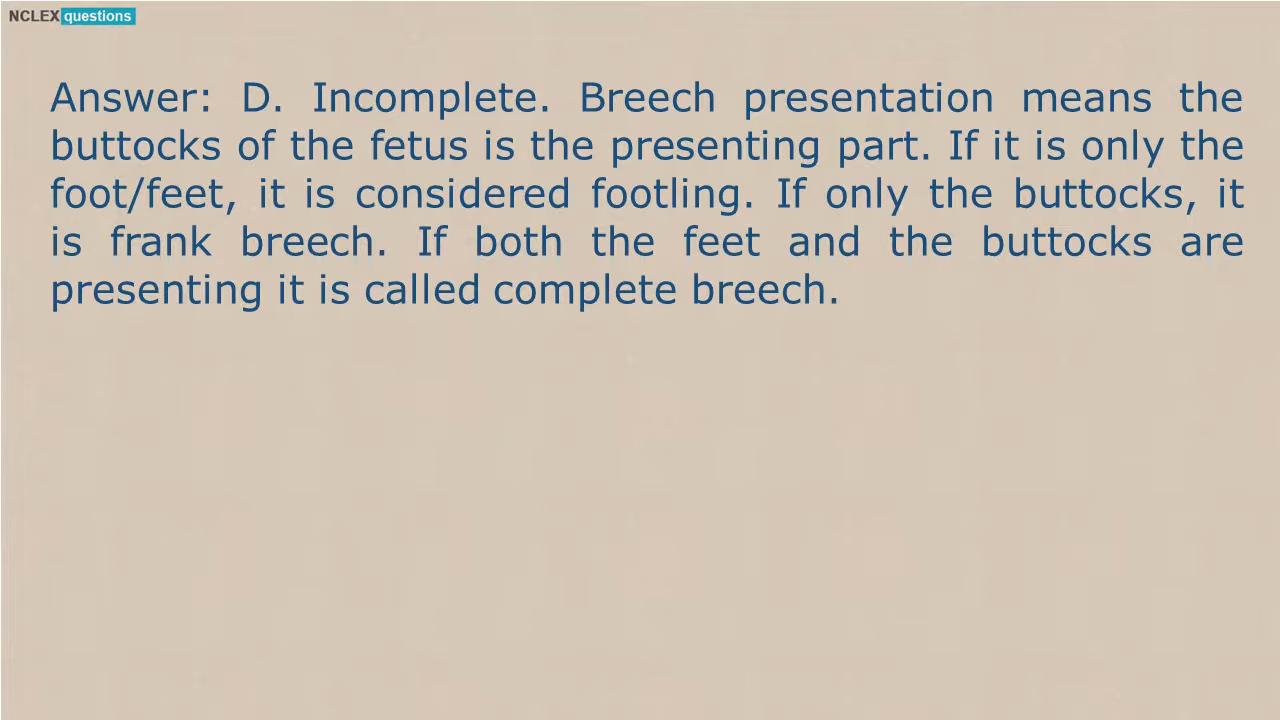 NCLEX questions
Answer: D. Incomplete. Breech presentation means the
buttocks of the fetus is the presenting part. If it is only the
foot/feet, it is considered footling. If only the buttocks, it
is frank breech. If both the feet and the buttocks are
presenting it is called complete breech.